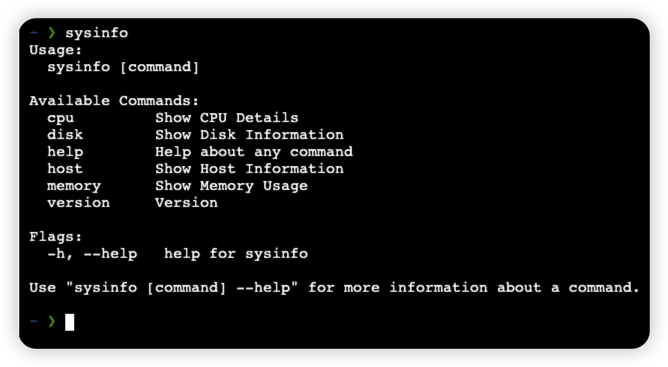 ~ ❯ sysinfo
Usage:
  sysinfo [command]

Available Commands:
  cpu         Show CPU Details
  disk        Show Disk Information
  help        Help about any command
  host        Show Host Information
  memory      Show Memory Usage
  version     Version

Flags:
  -h, --help   help for sysinfo

Use "sysinfo [command] --help" for more information about a command.

~ ❯